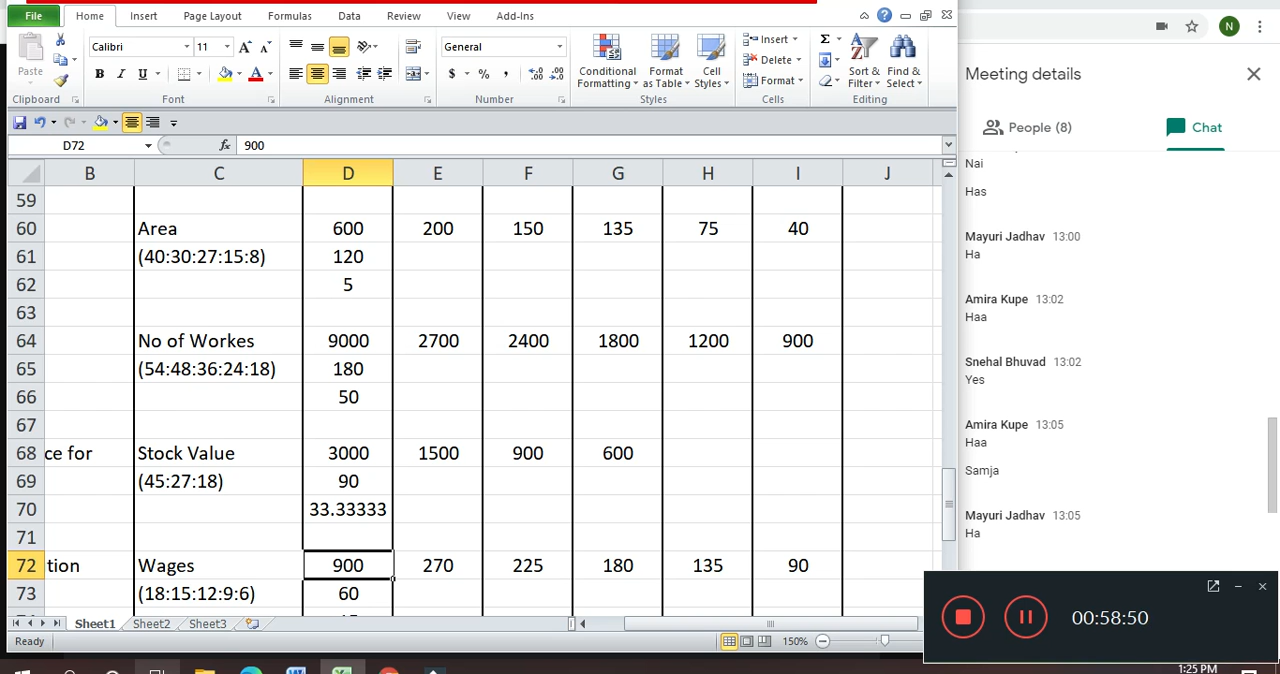 File Home Insert Page Layout Formulas Data Review View Add-Ins
Calibri 11 General Insert
Paste Delete
Conditional Formatting Format as Table Cell Styles Format Sort & Filter Find & Select
Clipboard Font Alignment Number Styles Cells Editing
D72 fx 900
B C D E F G H I J
59
60 Area 600 200 150 135 75 40
61 (40:30:27:15:8) 120
62 5
63
64 No of Workes 9000 2700 2400 1800 1200 900
65 (54:48:36:24:18) 180
66 50
67
68 ce for Stock Value 3000 1500 900 600
69 (45:27:18) 90
70 33.33333
71
72 tion Wages 900 270 225 180 135 90
73 (18:15:12:9:6) 60
Sheet1 Sheet2 Sheet3
Ready 150%
N
Meeting details
People (8) Chat
Nai
Has
Mayuri Jadhav 13:00
Ha
Amira Kupe 13:02
Haa
Snehal Bhuvad 13:02
Yes
Amira Kupe 13:05
Haa
Samja
Mayuri Jadhav 13:05
Ha
00:58:50
1:25 PM